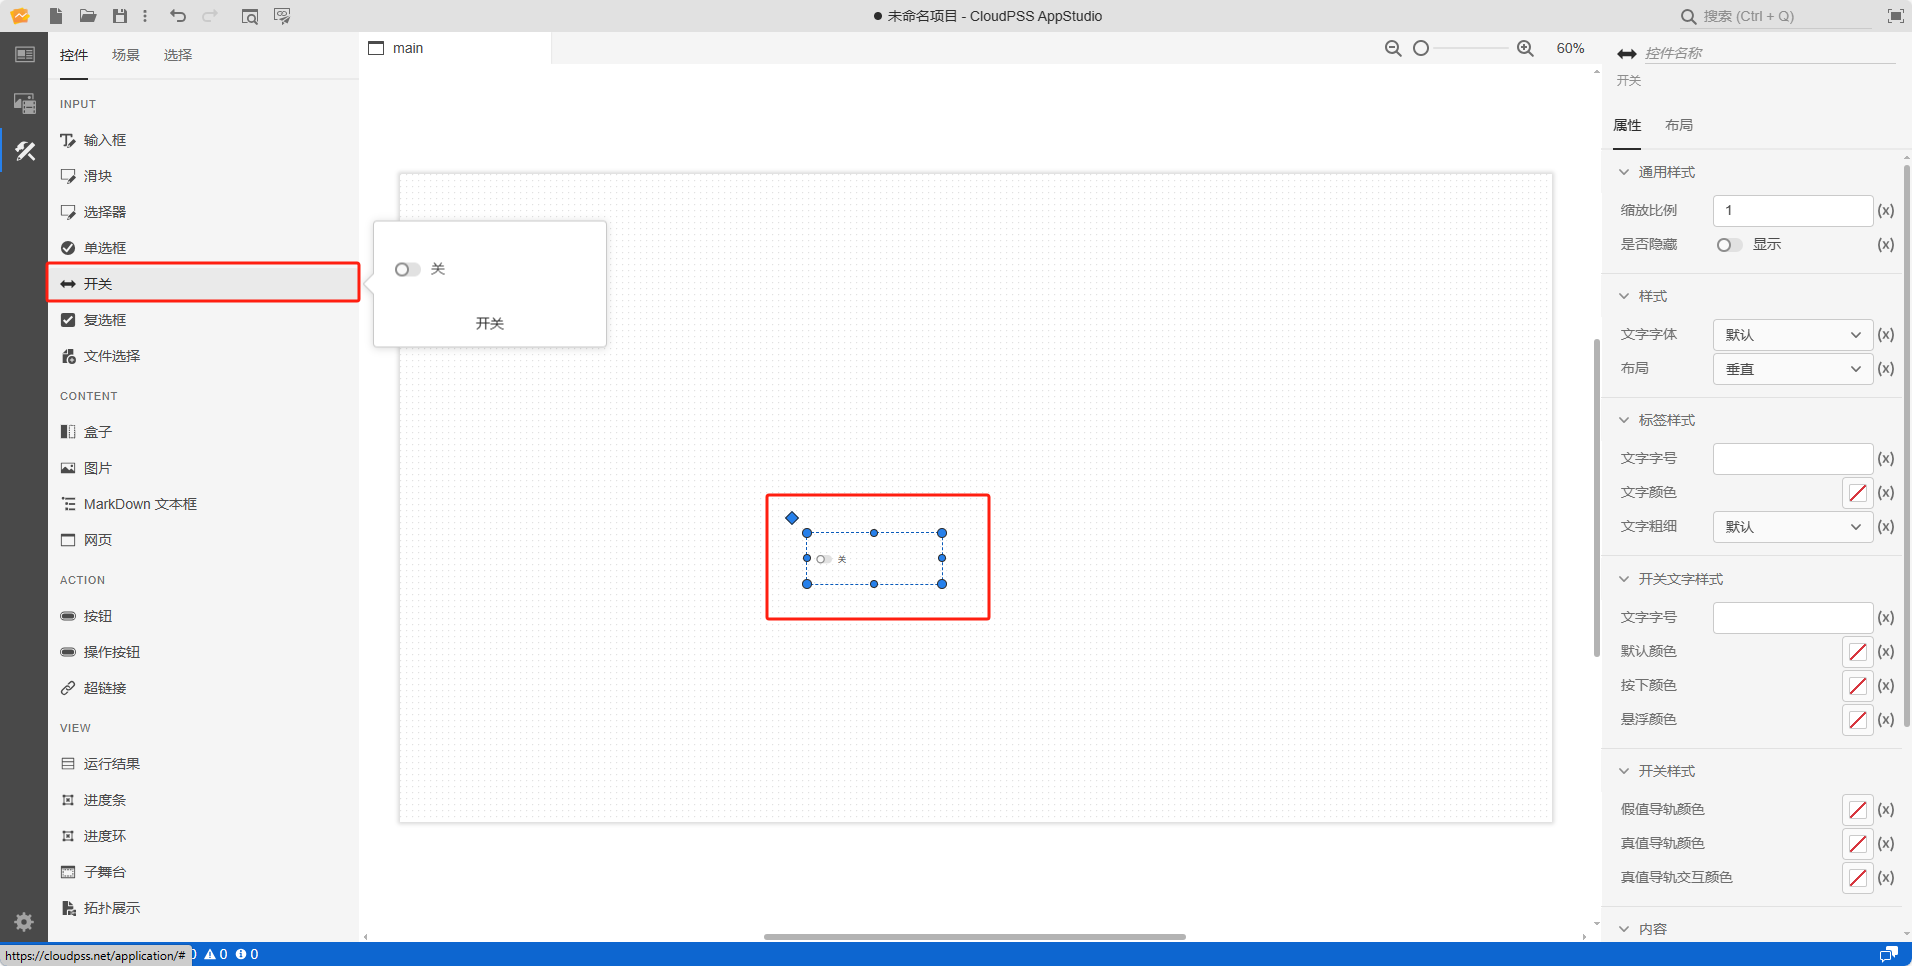 ● 未命名项目 - CloudPSS AppStudio
搜索 (Ctrl + Q)
控件 场景 选择
main
60%
INPUT
输入框
滑块
选择器
单选框
开关
复选框
文件选择
CONTENT
盒子
图片
MarkDown 文本框
网页
ACTION
按钮
操作按钮
超链接
VIEW
运行结果
进度条
进度环
子舞台
拓扑展示
关
开关
关
控件名称
开关
属性 布局
通用样式
缩放比例 1 (x)
是否隐藏 显示 (x)
样式
文字字体 默认 (x)
布局 垂直 (x)
标签样式
文字字号 (x)
文字颜色 (x)
文字粗细 默认 (x)
开关文字样式
文字字号 (x)
默认颜色 (x)
按下颜色 (x)
悬浮颜色 (x)
开关样式
假值导轨颜色 (x)
真值导轨颜色 (x)
真值导轨交互颜色 (x)
内容
https://cloudpss.net/application/# 0 0 0